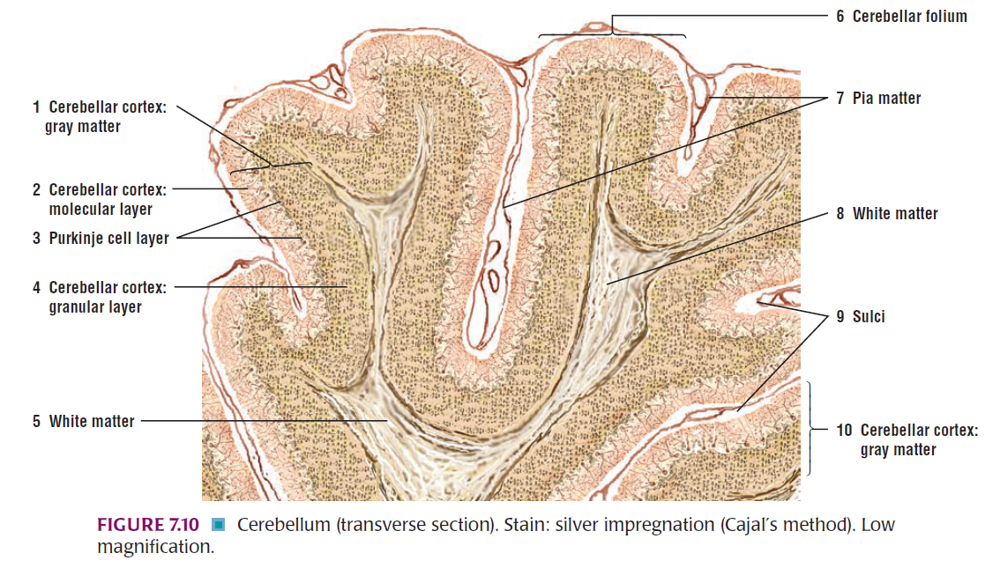 1 Cerebellar cortex:
gray matter
2 Cerebellar cortex:
molecular layer
3 Purkinje cell layer
4 Cerebellar cortex:
granular layer
5 White matter
6 Cerebellar folium
7 Pia matter
8 White matter
9 Sulci
10 Cerebellar cortex:
gray matter
FIGURE 7.10 Cerebellum (transverse section). Stain: silver impregnation (Cajal's method). Low
magnification.